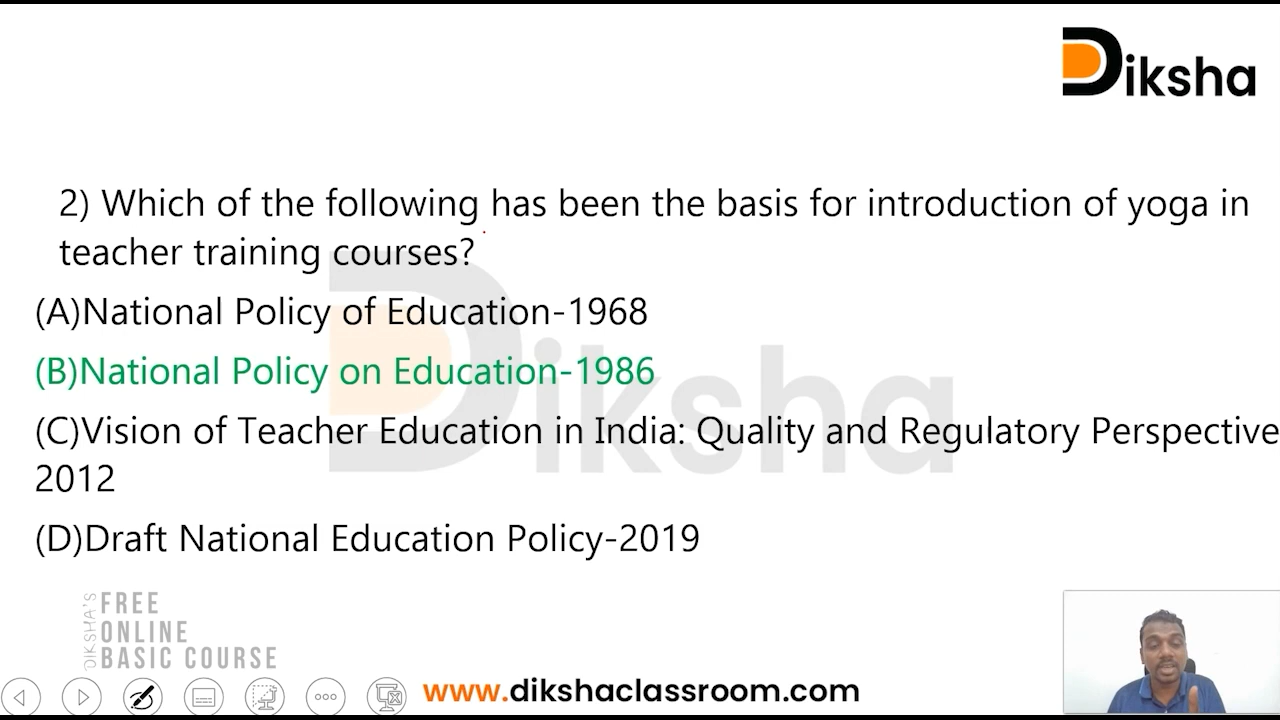 Diksha
2) Which of the following has been the basis for introduction of yoga in
teacher training courses?
(A)National Policy of Education-1968
(B)National Policy on Education-1986
(C)Vision of Teacher Education in India: Quality and Regulatory Perspective
2012
(D)Draft National Education Policy-2019
Diksha
DIKSHA'S
FREE
ONLINE
BASIC COURSE
www.dikshaclassroom.com